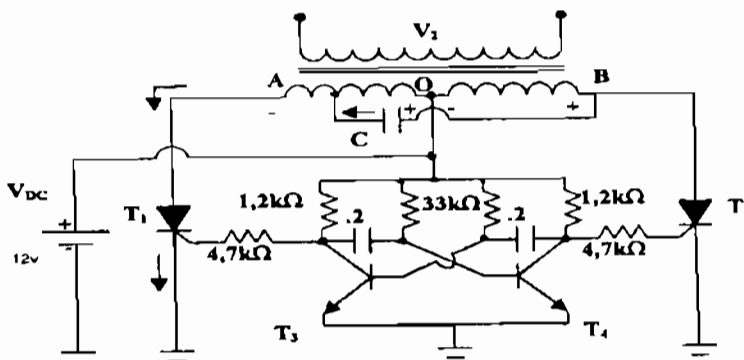 V₂
A O B
- + - +
C
V_DC
+
-
12v
T₁
1,2kΩ 33kΩ 1,2kΩ
.2 .2
T
4,7kΩ 4,7kΩ
T₃ T₄